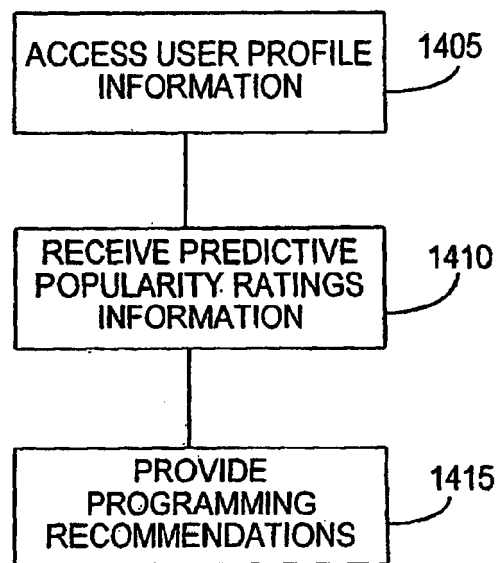 ACCESS USER PROFILE
INFORMATION
1405
RECEIVE PREDICTIVE
POPULARITY RATINGS
INFORMATION
1410
PROVIDE
PROGRAMMING
RECOMMENDATIONS
1415